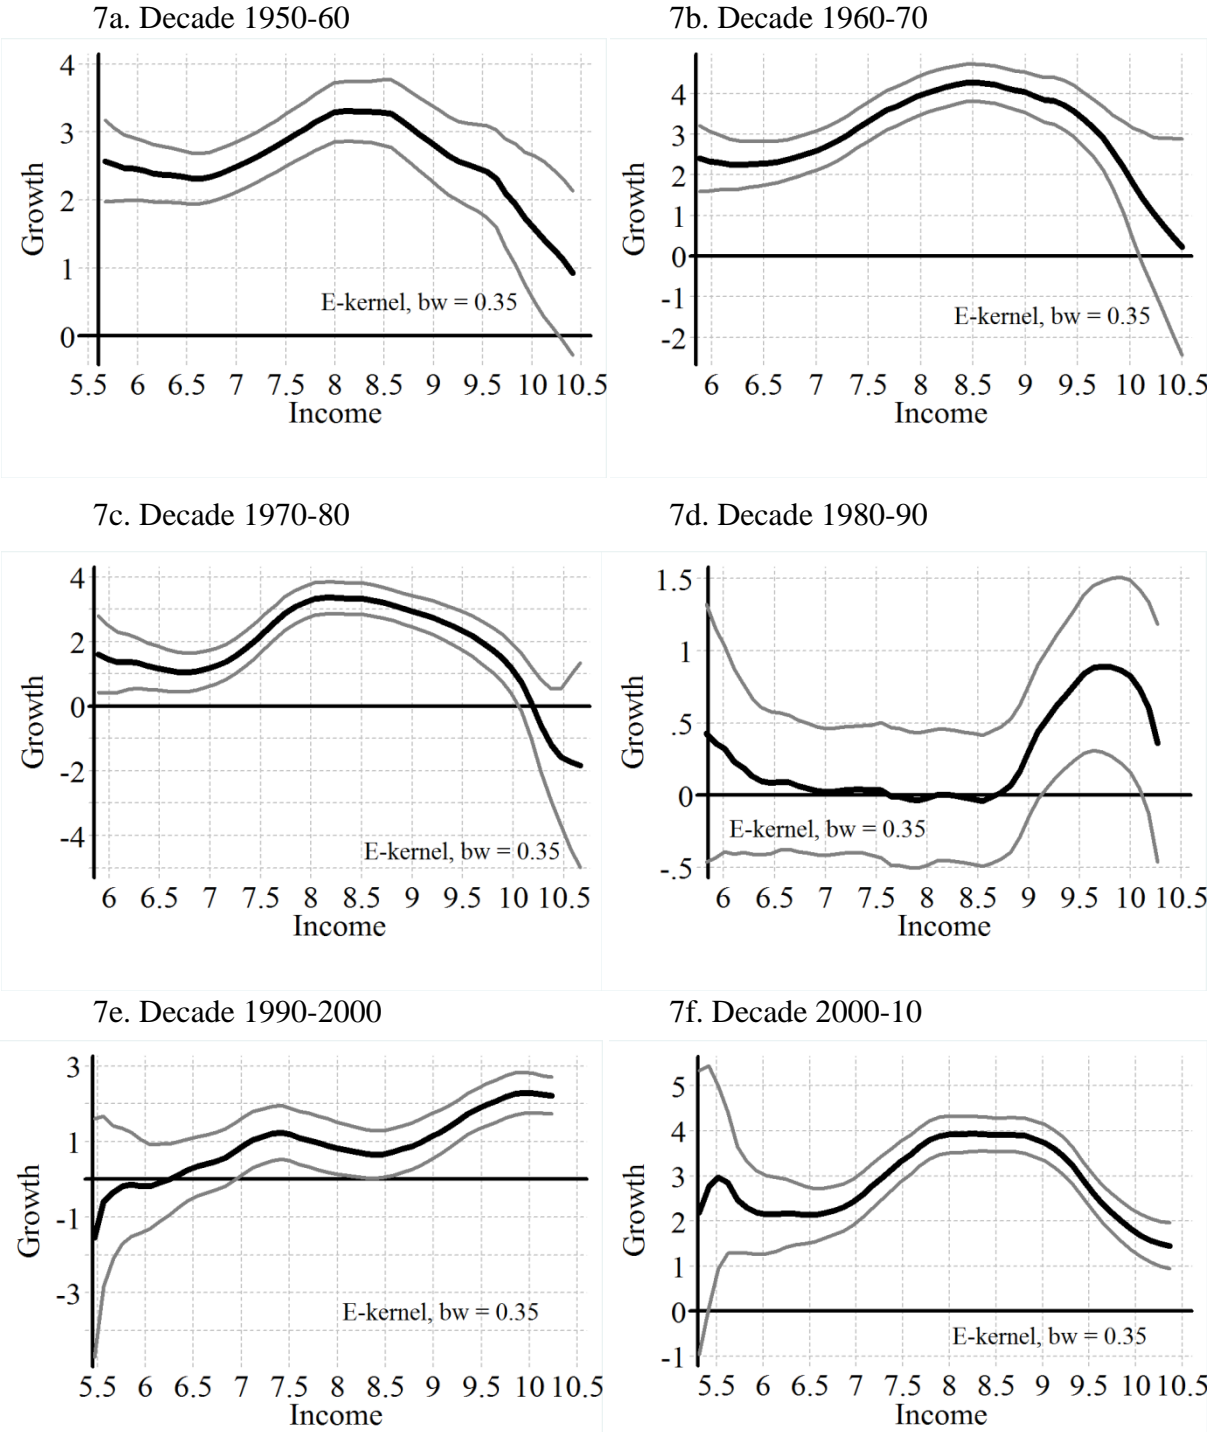 7a. Decade 1950-60
7b. Decade 1960-70
4
3
2
1
0
Growth
E-kernel, bw = 0.35
5.5 6 6.5 7 7.5 8 8.5 9 9.5 10 10.5
Income
4
3
2
1
0
-1
-2
Growth
E-kernel, bw = 0.35
6 6.5 7 7.5 8 8.5 9 9.5 10 10.5
Income
7c. Decade 1970-80
7d. Decade 1980-90
4
2
0
-2
-4
Growth
E-kernel, bw = 0.35
6 6.5 7 7.5 8 8.5 9 9.5 10 10.5
Income
1.5
1
.5
0
-.5
Growth
E-kernel, bw = 0.35
6 6.5 7 7.5 8 8.5 9 9.5 10 10.5
Income
7e. Decade 1990-2000
7f. Decade 2000-10
3
1
-1
-3
Growth
E-kernel, bw = 0.35
5.5 6 6.5 7 7.5 8 8.5 9 9.5 10 10.5
Income
5
4
3
2
1
0
-1
Growth
E-kernel, bw = 0.35
5.5 6 6.5 7 7.5 8 8.5 9 9.5 10 10.5
Income